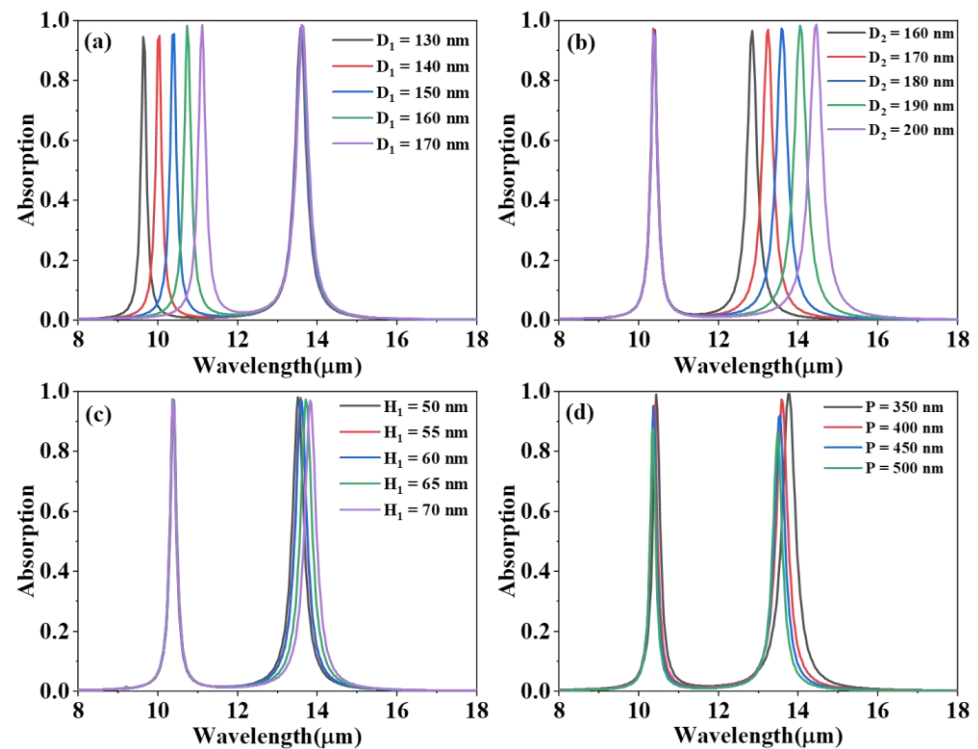 (a)
D₁ = 130 nm
D₁ = 140 nm
D₁ = 150 nm
D₁ = 160 nm
D₁ = 170 nm
Absorption
1.0
0.8
0.6
0.4
0.2
0.0
8 10 12 14 16 18
Wavelength(μm)
(b)
D₂ = 160 nm
D₂ = 170 nm
D₂ = 180 nm
D₂ = 190 nm
D₂ = 200 nm
Absorption
1.0
0.8
0.6
0.4
0.2
0.0
8 10 12 14 16 18
Wavelength(μm)
(c)
H₁ = 50 nm
H₁ = 55 nm
H₁ = 60 nm
H₁ = 65 nm
H₁ = 70 nm
Absorption
1.0
0.8
0.6
0.4
0.2
0.0
8 10 12 14 16 18
Wavelength(μm)
(d)
P = 350 nm
P = 400 nm
P = 450 nm
P = 500 nm
Absorption
1.0
0.8
0.6
0.4
0.2
0.0
8 10 12 14 16 18
Wavelength(μm)